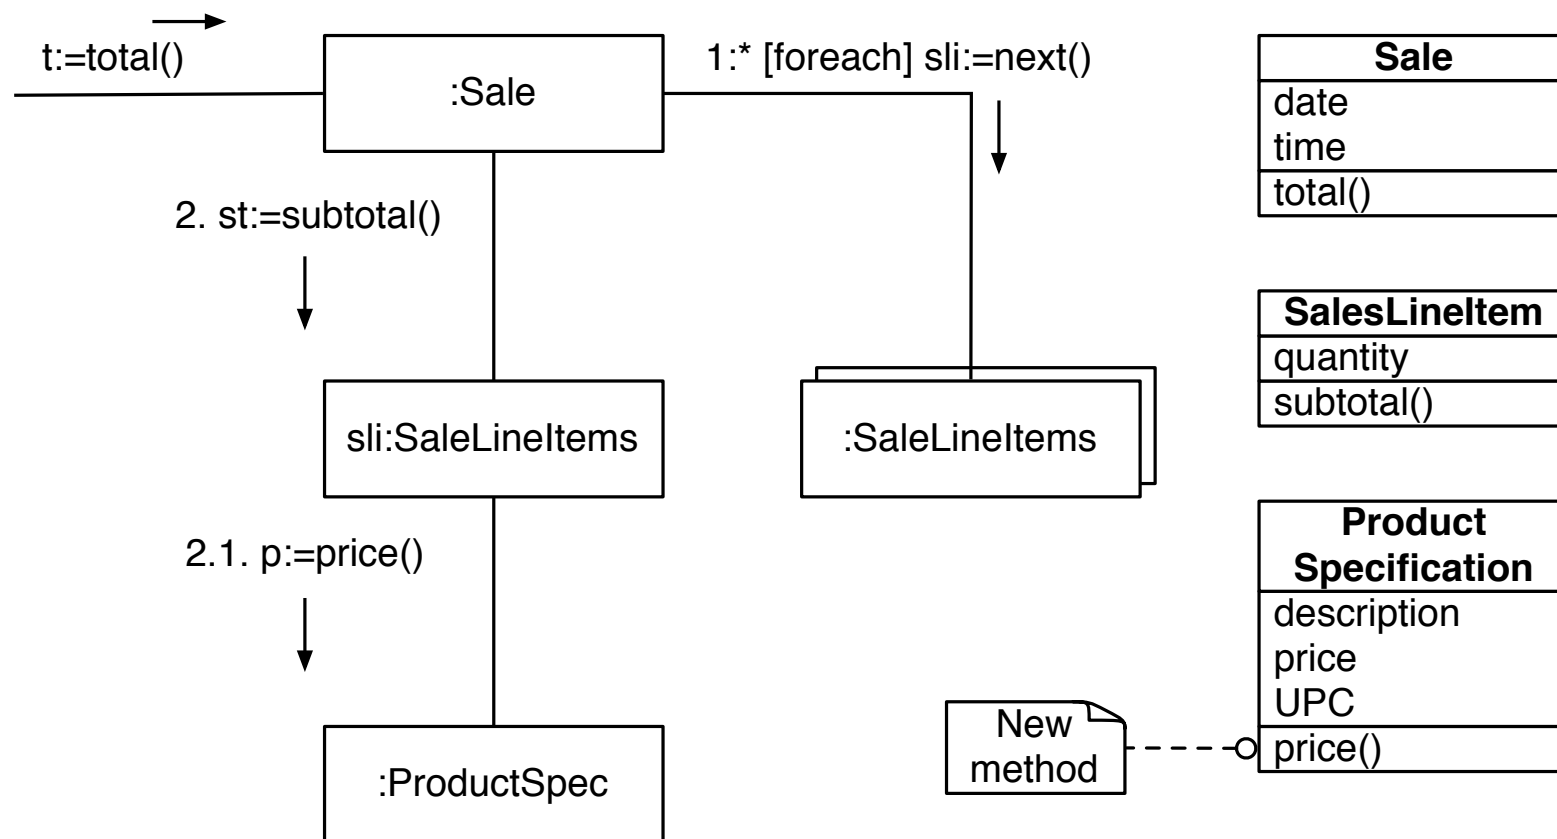 t:=total()
:Sale
1:* [foreach] sli:=next()
2. st:=subtotal()
sli:SaleLineItems
:SaleLineItems
2.1. p:=price()
:ProductSpec
Sale
date
time
total()
SalesLineItem
quantity
subtotal()
Product
Specification
description
price
UPC
price()
New
method